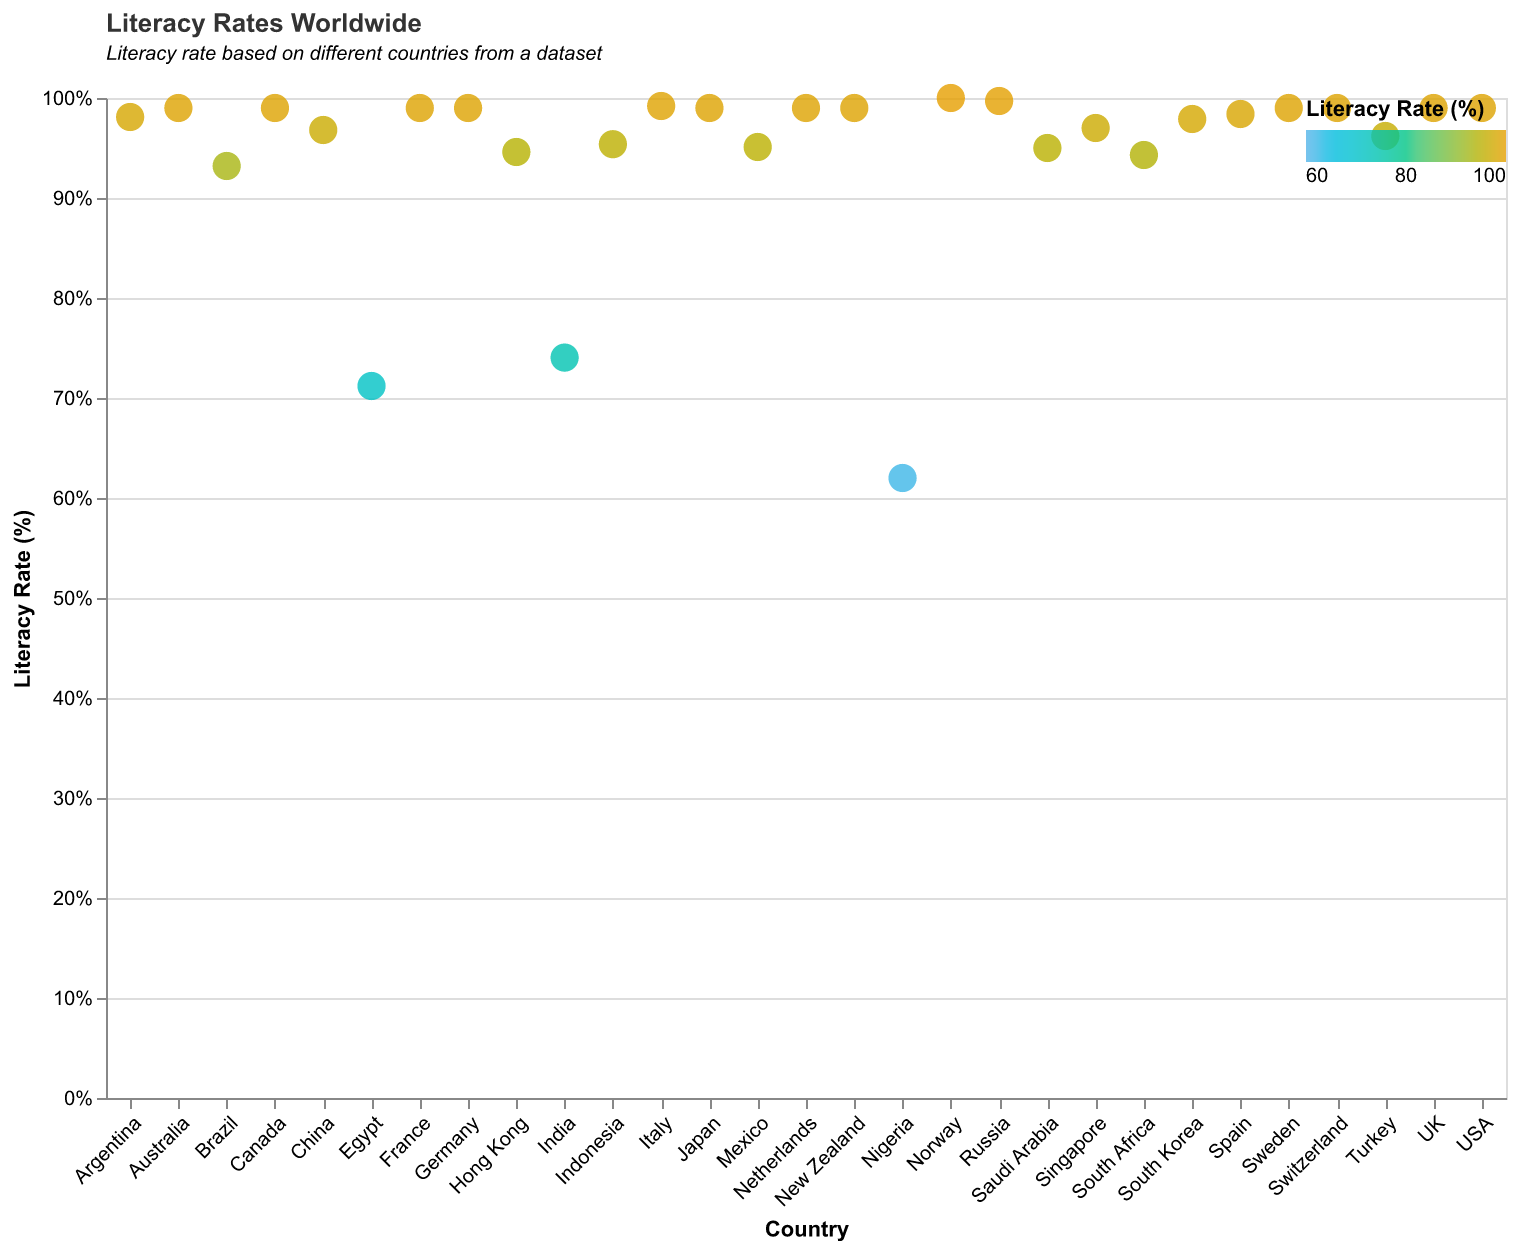 Literacy Rates Worldwide
Literacy rate based on different countries from a dataset
Literacy Rate (%)
60 80 100
100%
90%
80%
70%
60%
50%
40%
30%
20%
10%
0%
Literacy Rate (%)
Argentina
Australia
Brazil
Canada
China
Egypt
France
Germany
Hong Kong
India
Indonesia
Italy
Japan
Mexico
Netherlands
New Zealand
Nigeria
Norway
Russia
Saudi Arabia
Singapore
South Africa
South Korea
Spain
Sweden
Switzerland
Turkey
UK
USA
Country